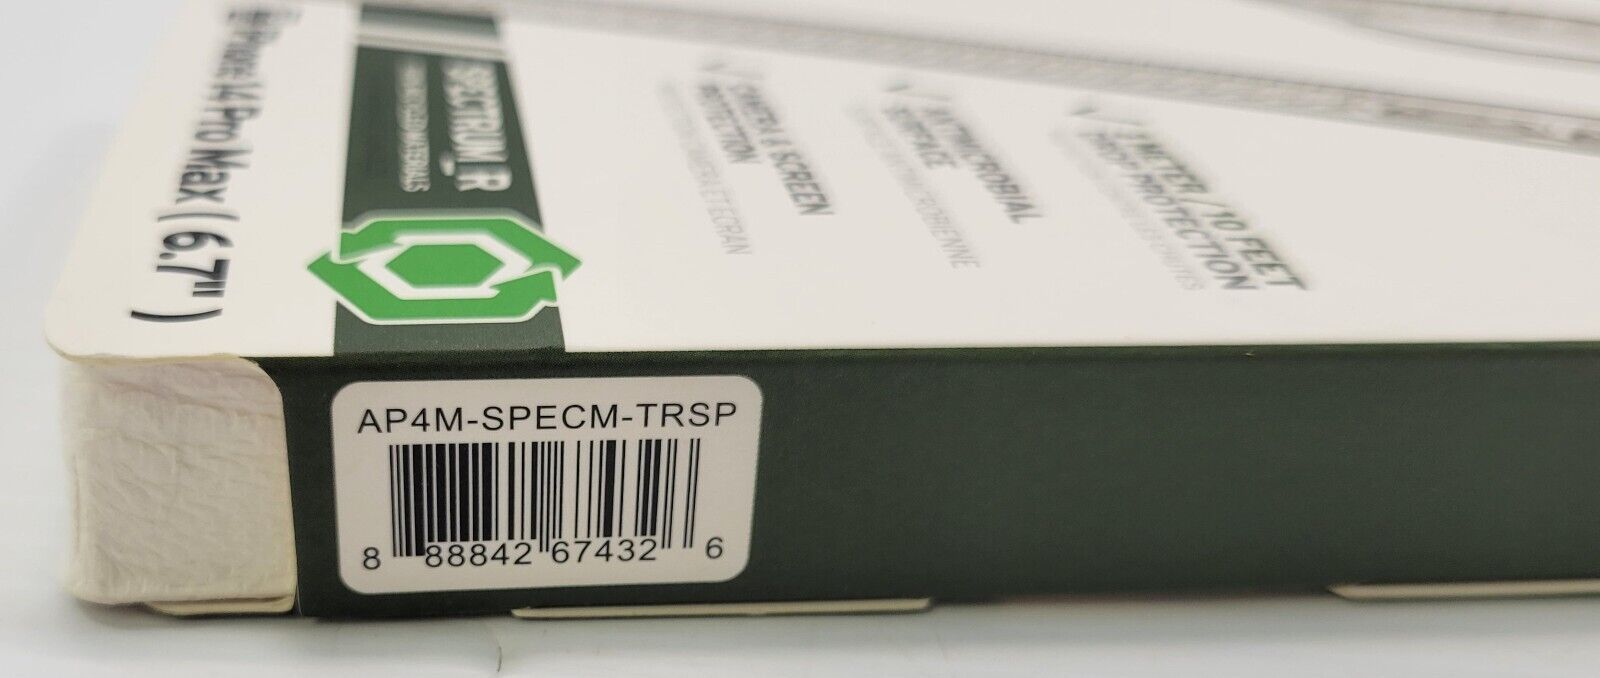 iPhone 14 Pro Max ( 6.7" )
SPECTRUM_R
CAMERA & SCREEN
PROTECTION
ANTIMICROBIAL
SURFACE
3 METER / 10 FEET
DROP PROTECTION
AP4M-SPECM-TRSP
8 88842 67432 6